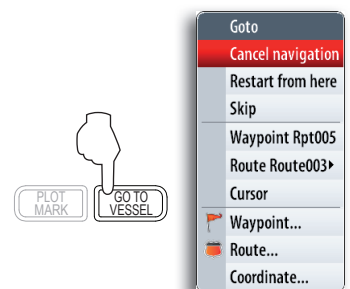 Goto
Cancel navigation
Restart from here
Skip
Waypoint Rpt005
Route Route003
Cursor
Waypoint...
Route...
Coordinate...
PLOT
MARK
GO TO
VESSEL